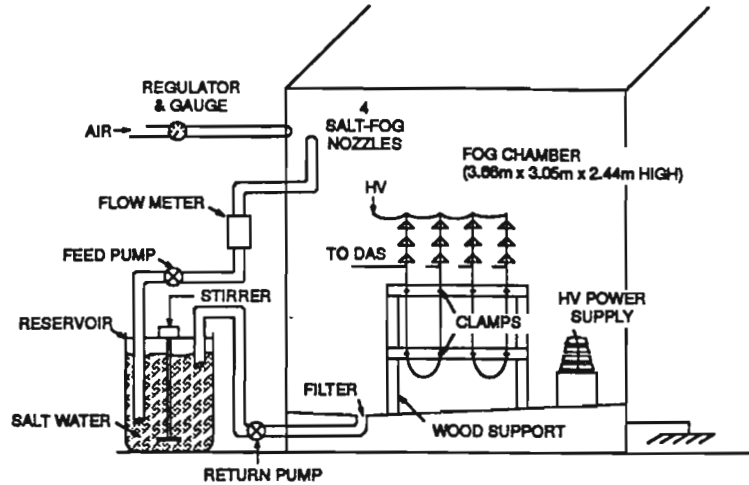 REGULATOR
& GAUGE
AIR
4
SALT-FOG
NOZZLES
FOG CHAMBER
(3.66m x 3.05m x 2.44m HIGH)
HV
FLOW METER
FEED PUMP
TO DAS
STIRRER
RESERVOIR
CLAMPS
HV POWER
SUPPLY
FILTER
SALT WATER
WOOD SUPPORT
RETURN PUMP